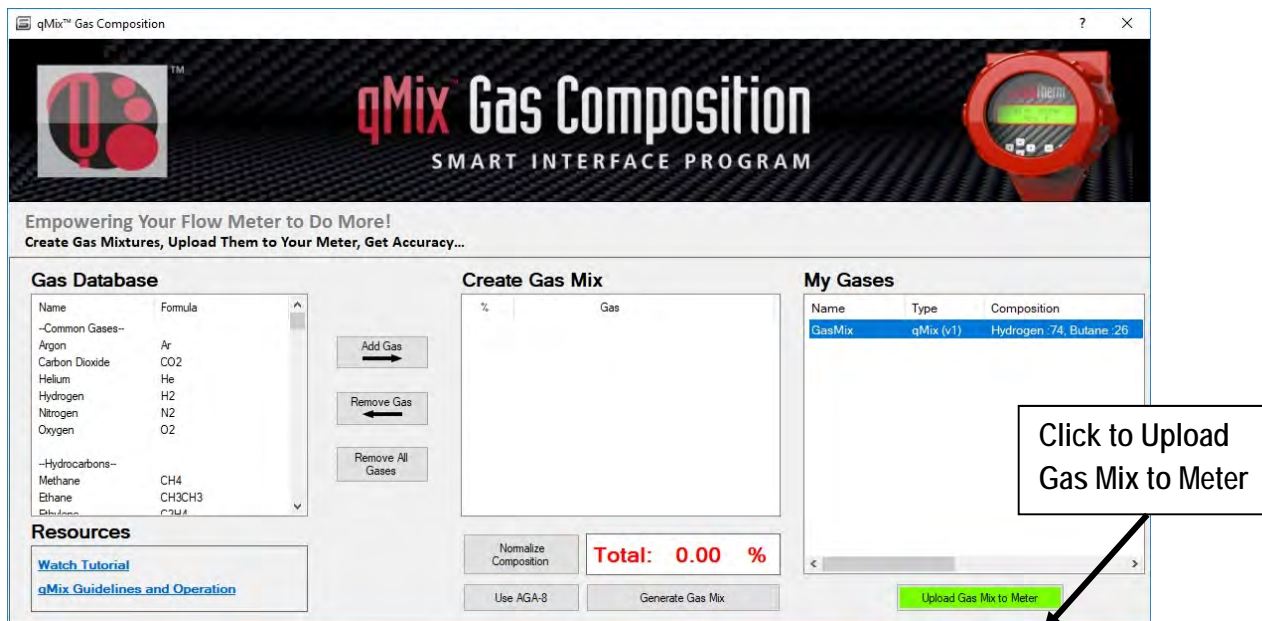 qMix™ Gas Composition
? ×
TM
qMix Gas Composition
SMART INTERFACE PROGRAM
Empowering Your Flow Meter to Do More!
Create Gas Mixtures, Upload Them to Your Meter, Get Accuracy...
Gas Database
Name Formula
--Common Gases--
Argon Ar
Carbon Dioxide CO2
Helium He
Hydrogen H2
Nitrogen N2
Oxygen O2
--Hydrocarbons--
Methane CH4
Ethane CH3CH3
Ethylene C2H4
Add Gas
Remove Gas
Remove All
Gases
Create Gas Mix
% Gas
Normalize
Composition
Total: 0.00 %
Use AGA-8
Generate Gas Mix
My Gases
Name Type Composition
GasMix qMix (v1) Hydrogen :74, Butane :26
Click to Upload
Gas Mix to Meter
Upload Gas Mix to Meter
Resources
Watch Tutorial
qMix Guidelines and Operation